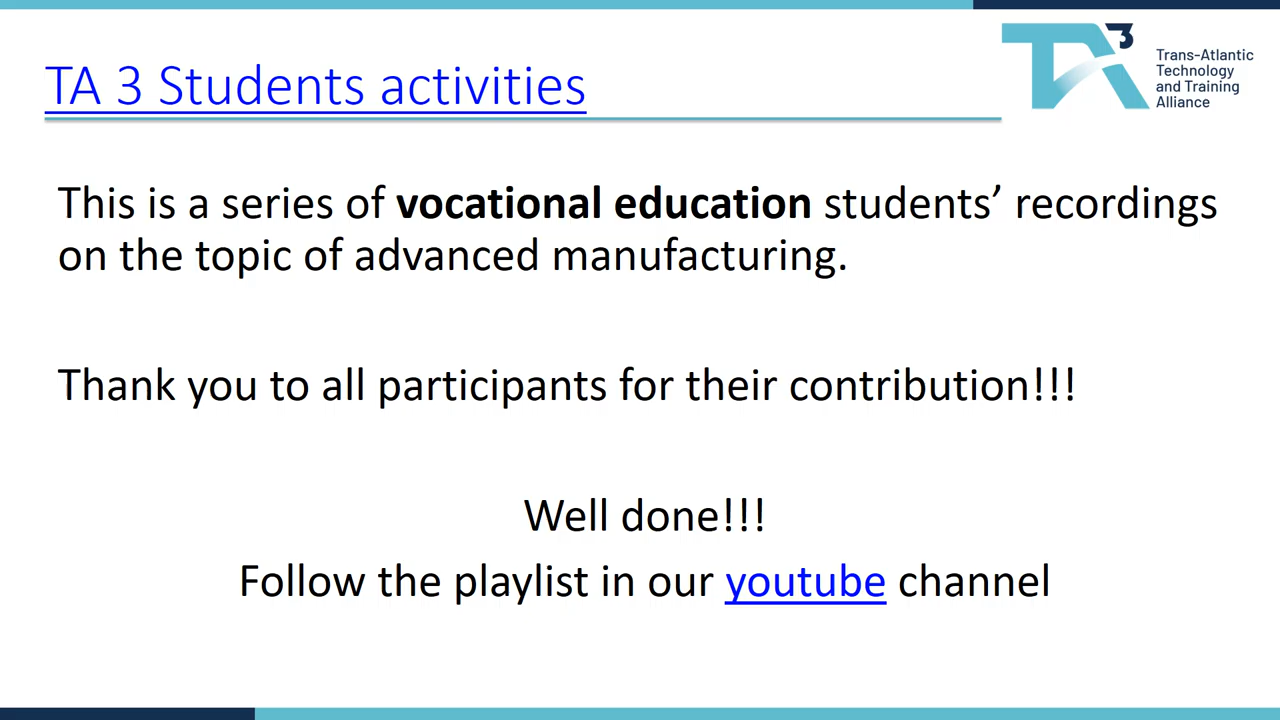 TA 3 Students activities
TA3
Trans-Atlantic
Technology
and Training
Alliance
This is a series of vocational education students’ recordings
on the topic of advanced manufacturing.
Thank you to all participants for their contribution!!!
Well done!!!
Follow the playlist in our youtube channel